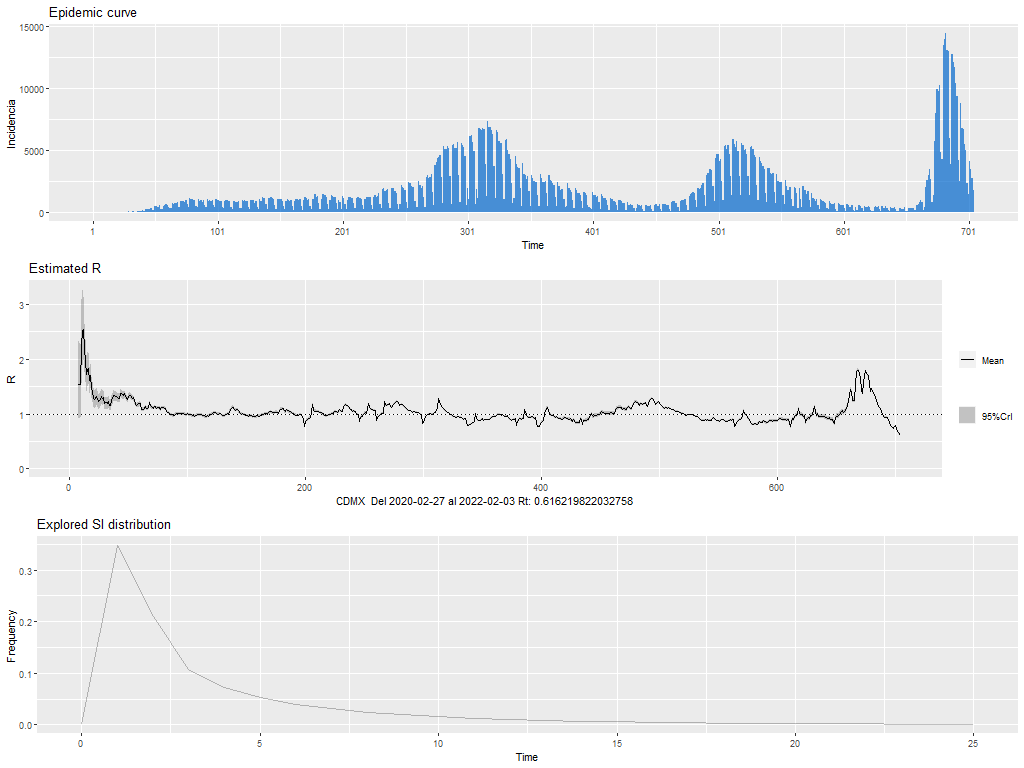 Epidemic curve
15000
10000
5000
0
Incidencia
1
101
201
301
401
501
601
701
Time
Estimated R
3
2
1
0
R
0
200
400
600
CDMX Del 2020-02-27 al 2022-02-03 Rt: 0.616219822032758
Mean
95%CrI
Explored SI distribution
0.3
0.2
0.1
0.0
Frequency
0
5
10
15
20
25
Time